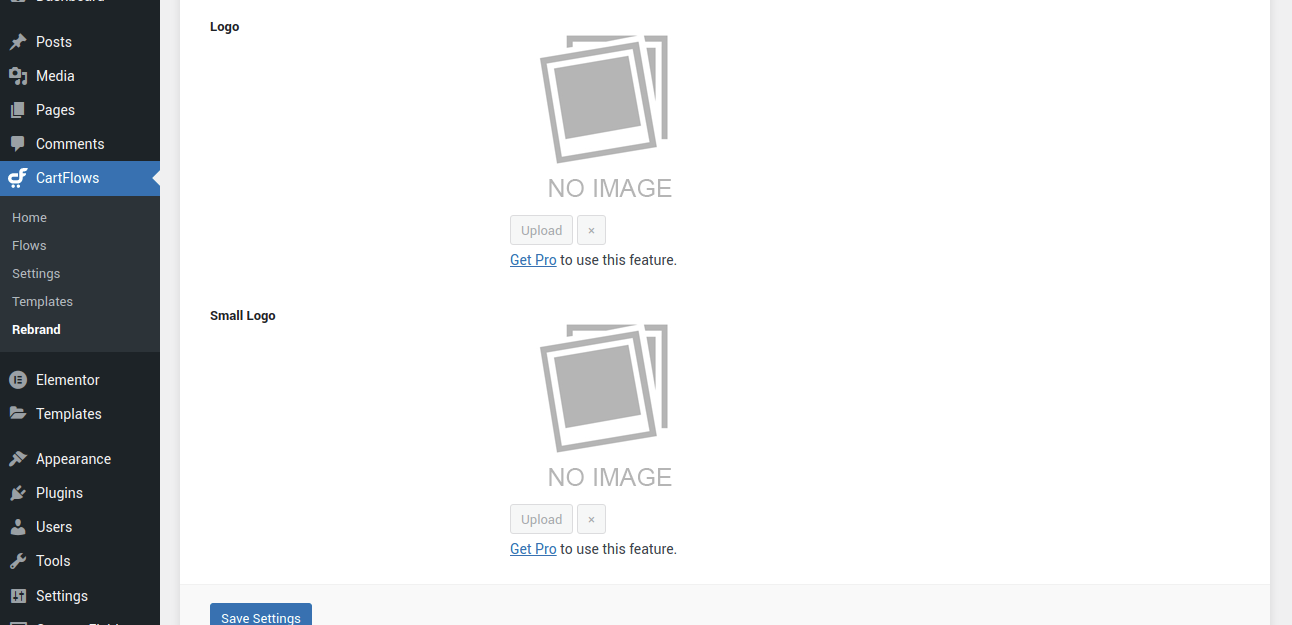 Posts
Media
Pages
Comments
CartFlows
Home
Flows
Settings
Templates
Rebrand
Elementor
Templates
Appearance
Plugins
Users
Tools
Settings
Logo
NO IMAGE
Upload ×
Get Pro to use this feature.
Small Logo
NO IMAGE
Upload ×
Get Pro to use this feature.
Save Settings